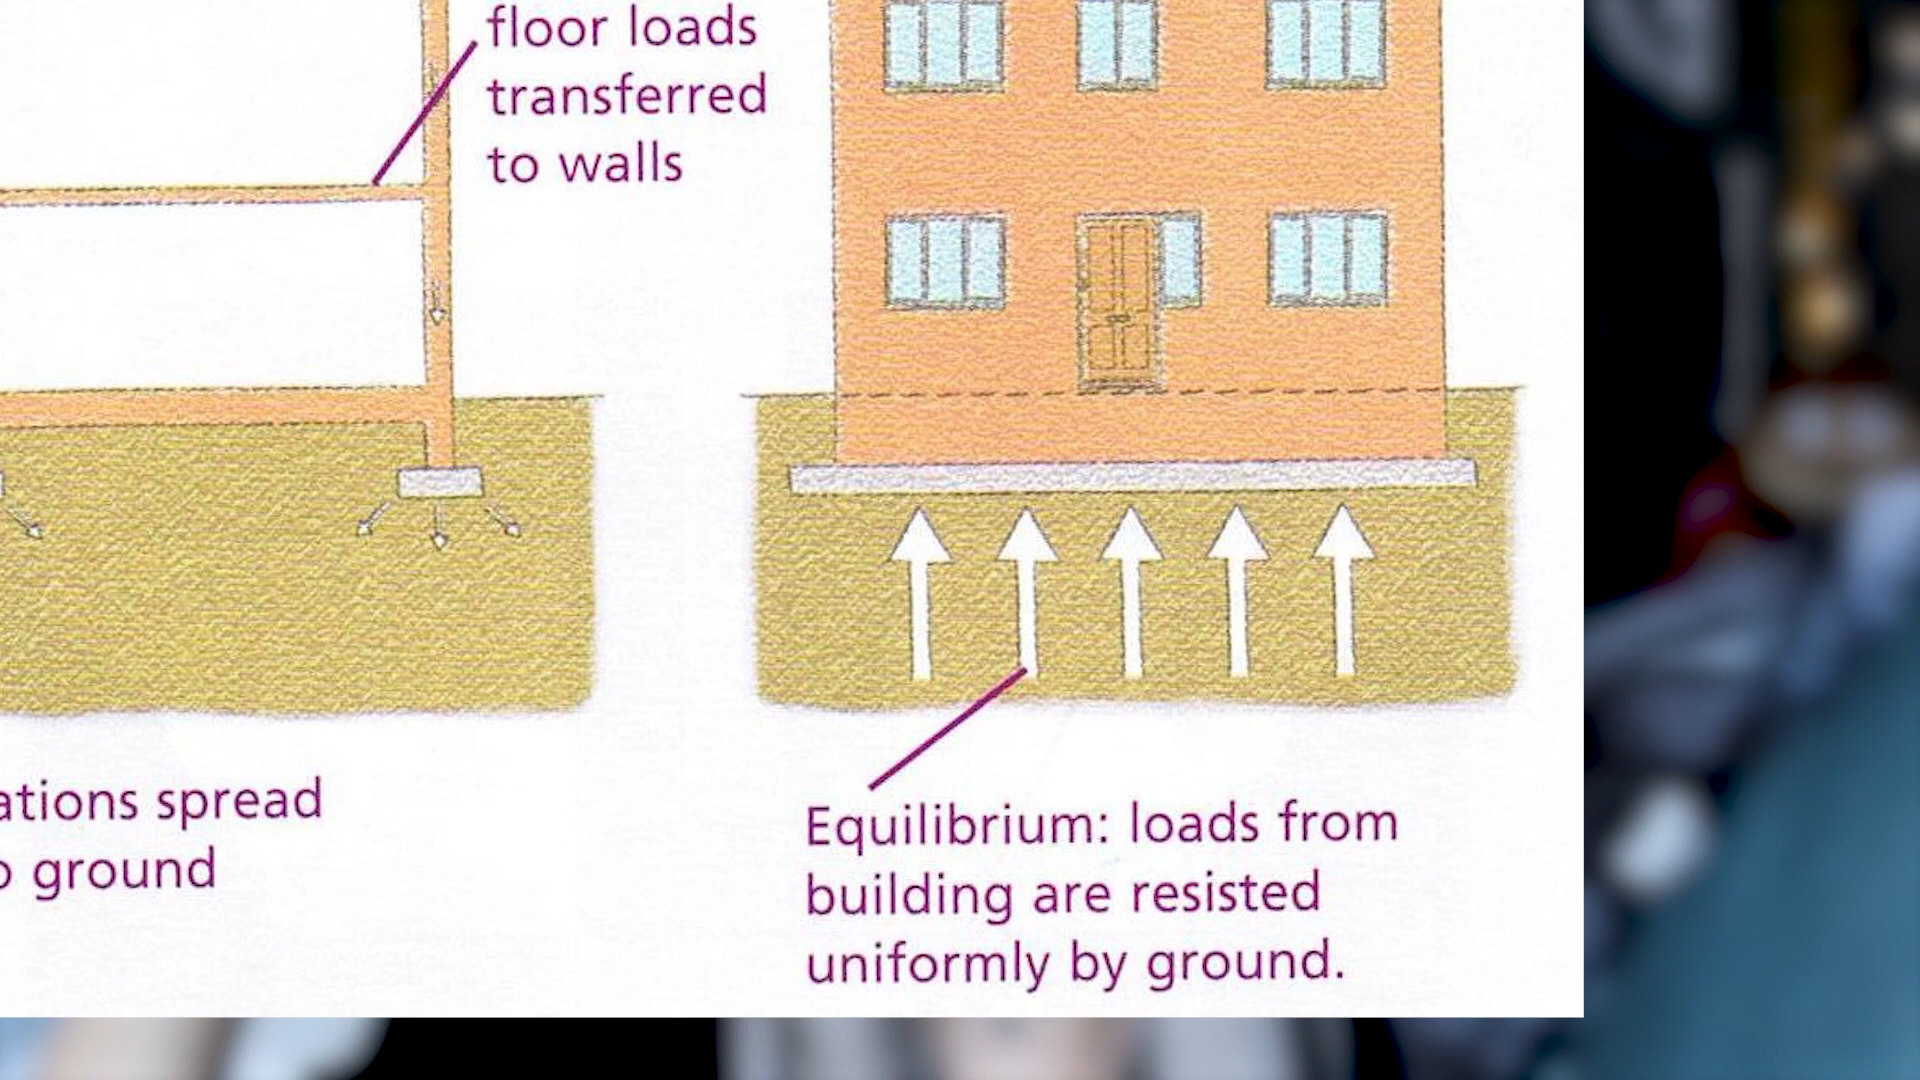 floor loads
transferred
to walls
ations spread
o ground
Equilibrium: loads from
building are resisted
uniformly by ground.